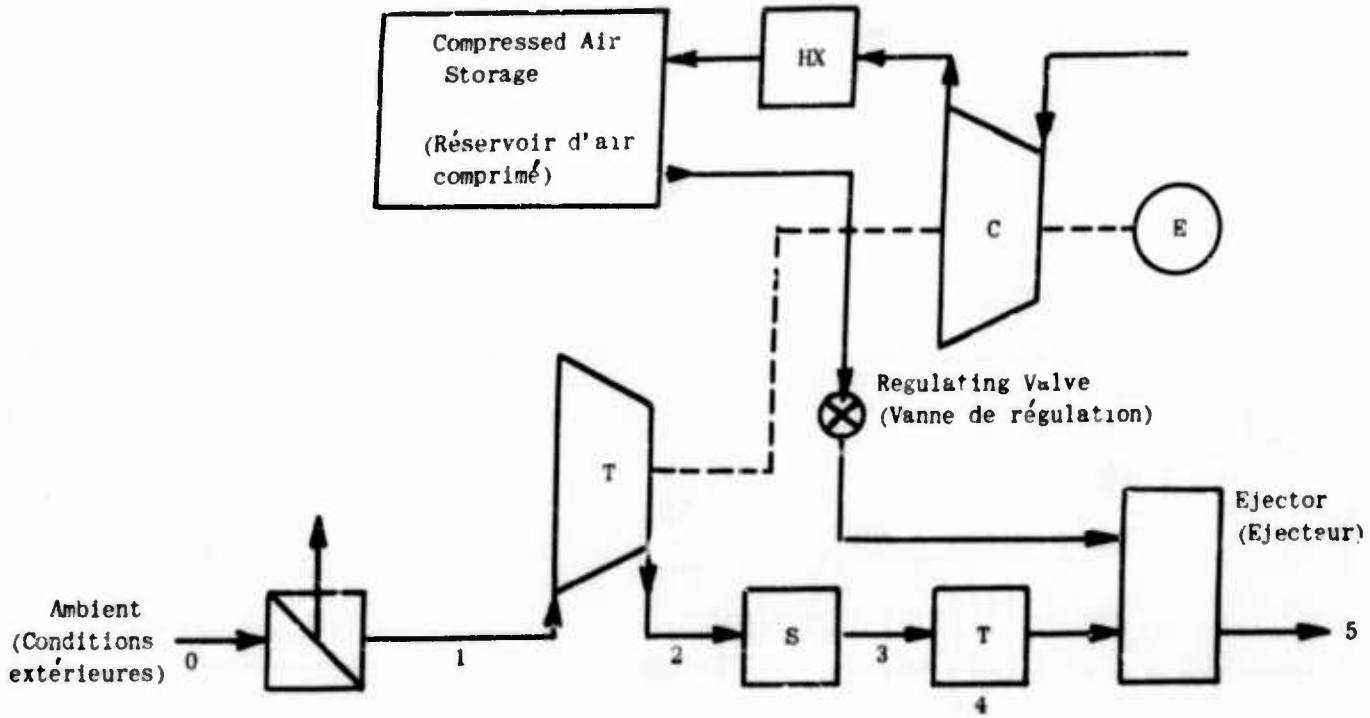 Compressed Air
Storage
(Réservoir d'air
comprimé)
HX
C
E
Regulating Valve
(Vanne de régulation)
T
Ejector
(Ejecteur)
Ambient
(Conditions
extérieures)
0
1
2
S
3
T
4
5